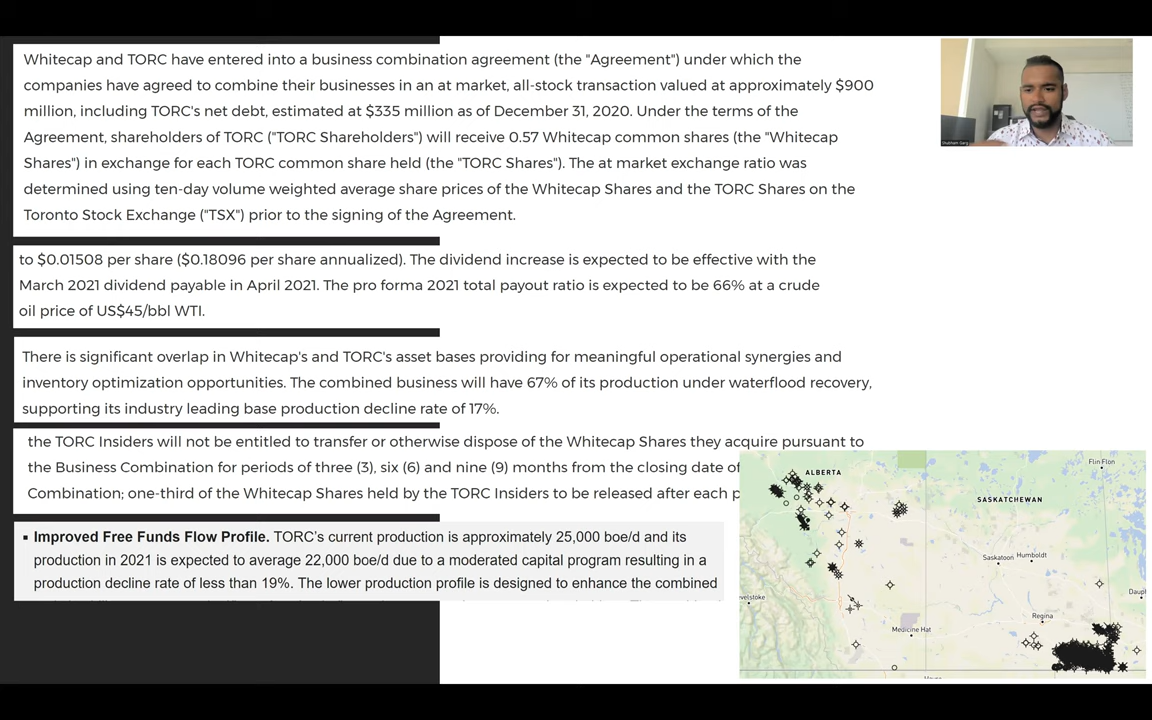 Whitecap and TORC have entered into a business combination agreement (the "Agreement") under which the
companies have agreed to combine their businesses in an at market, all-stock transaction valued at approximately $900
million, including TORC's net debt, estimated at $335 million as of December 31, 2020. Under the terms of the
Agreement, shareholders of TORC ("TORC Shareholders") will receive 0.57 Whitecap common shares (the "Whitecap
Shares") in exchange for each TORC common share held (the "TORC Shares"). The at market exchange ratio was
determined using ten-day volume weighted average share prices of the Whitecap Shares and the TORC Shares on the
Toronto Stock Exchange ("TSX") prior to the signing of the Agreement.
to $0.01508 per share ($0.18096 per share annualized). The dividend increase is expected to be effective with the
March 2021 dividend payable in April 2021. The pro forma 2021 total payout ratio is expected to be 66% at a crude
oil price of US$45/bbl WTI.
There is significant overlap in Whitecap's and TORC's asset bases providing for meaningful operational synergies and
inventory optimization opportunities. The combined business will have 67% of its production under waterflood recovery,
supporting its industry leading base production decline rate of 17%.
the TORC Insiders will not be entitled to transfer or otherwise dispose of the Whitecap Shares they acquire pursuant to
the Business Combination for periods of three (3), six (6) and nine (9) months from the closing date of
Combination; one-third of the Whitecap Shares held by the TORC Insiders to be released after each p
▪ Improved Free Funds Flow Profile. TORC's current production is approximately 25,000 boe/d and its
production in 2021 is expected to average 22,000 boe/d due to a moderated capital program resulting in a
production decline rate of less than 19%. The lower production profile is designed to enhance the combined
ALBERTA
Flin Flon
SASKATCHEWAN
Saskatoon
Humboldt
Dauph
evelstoke
Regina
Medicine Hat